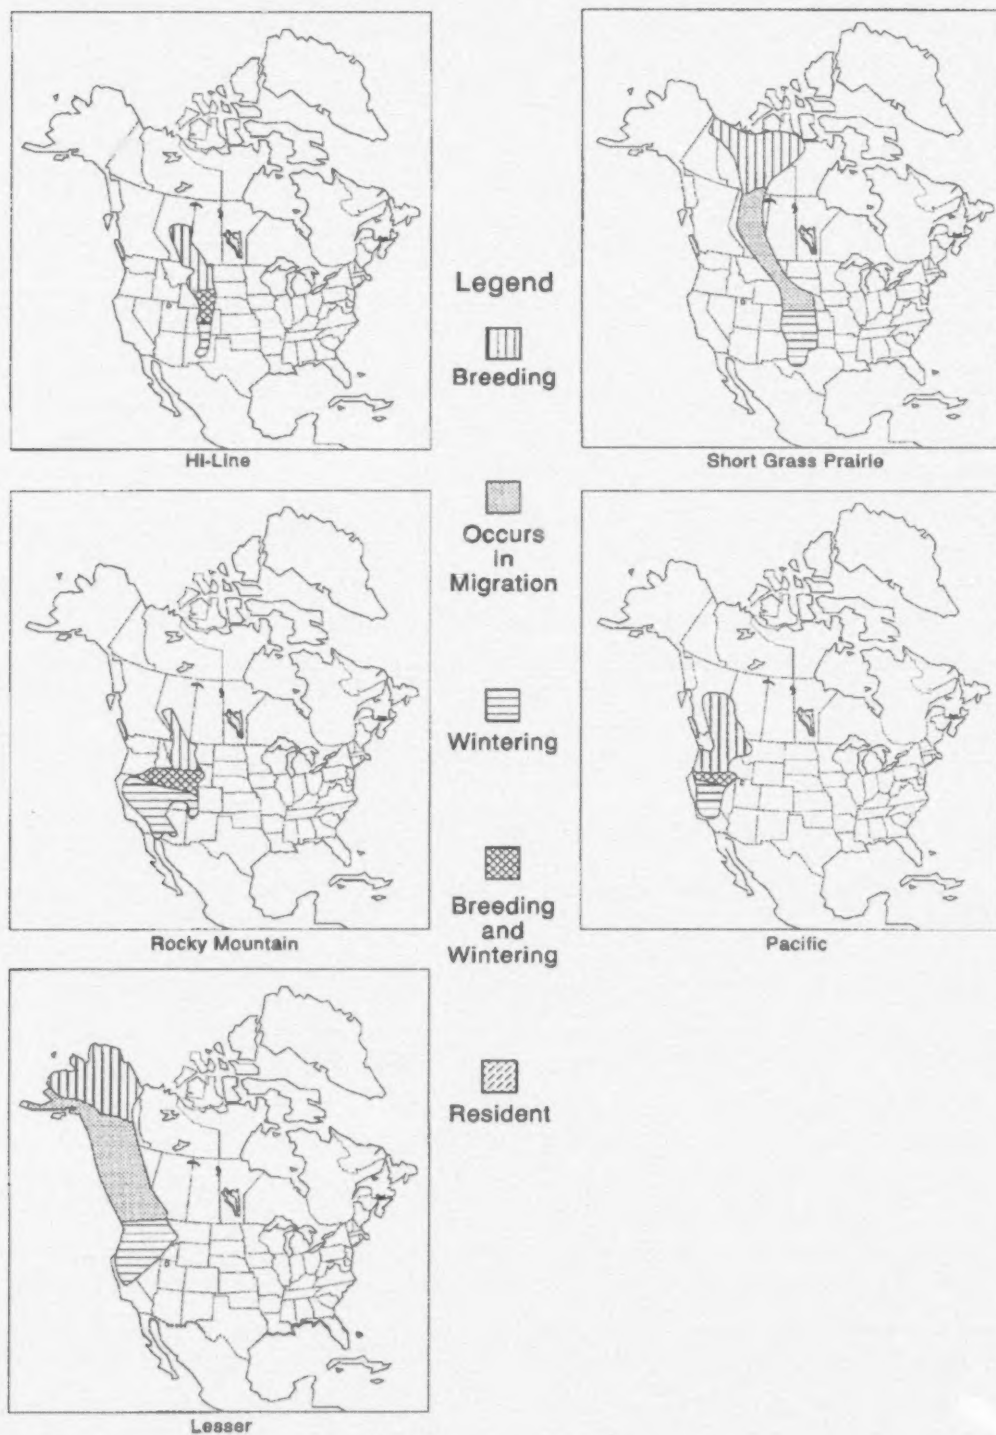 Hi-Line
Short Grass Prairie
Legend
Breeding
Occurs
in
Migration
Wintering
Breeding
and
Wintering
Resident
Rocky Mountain
Pacific
Lesser